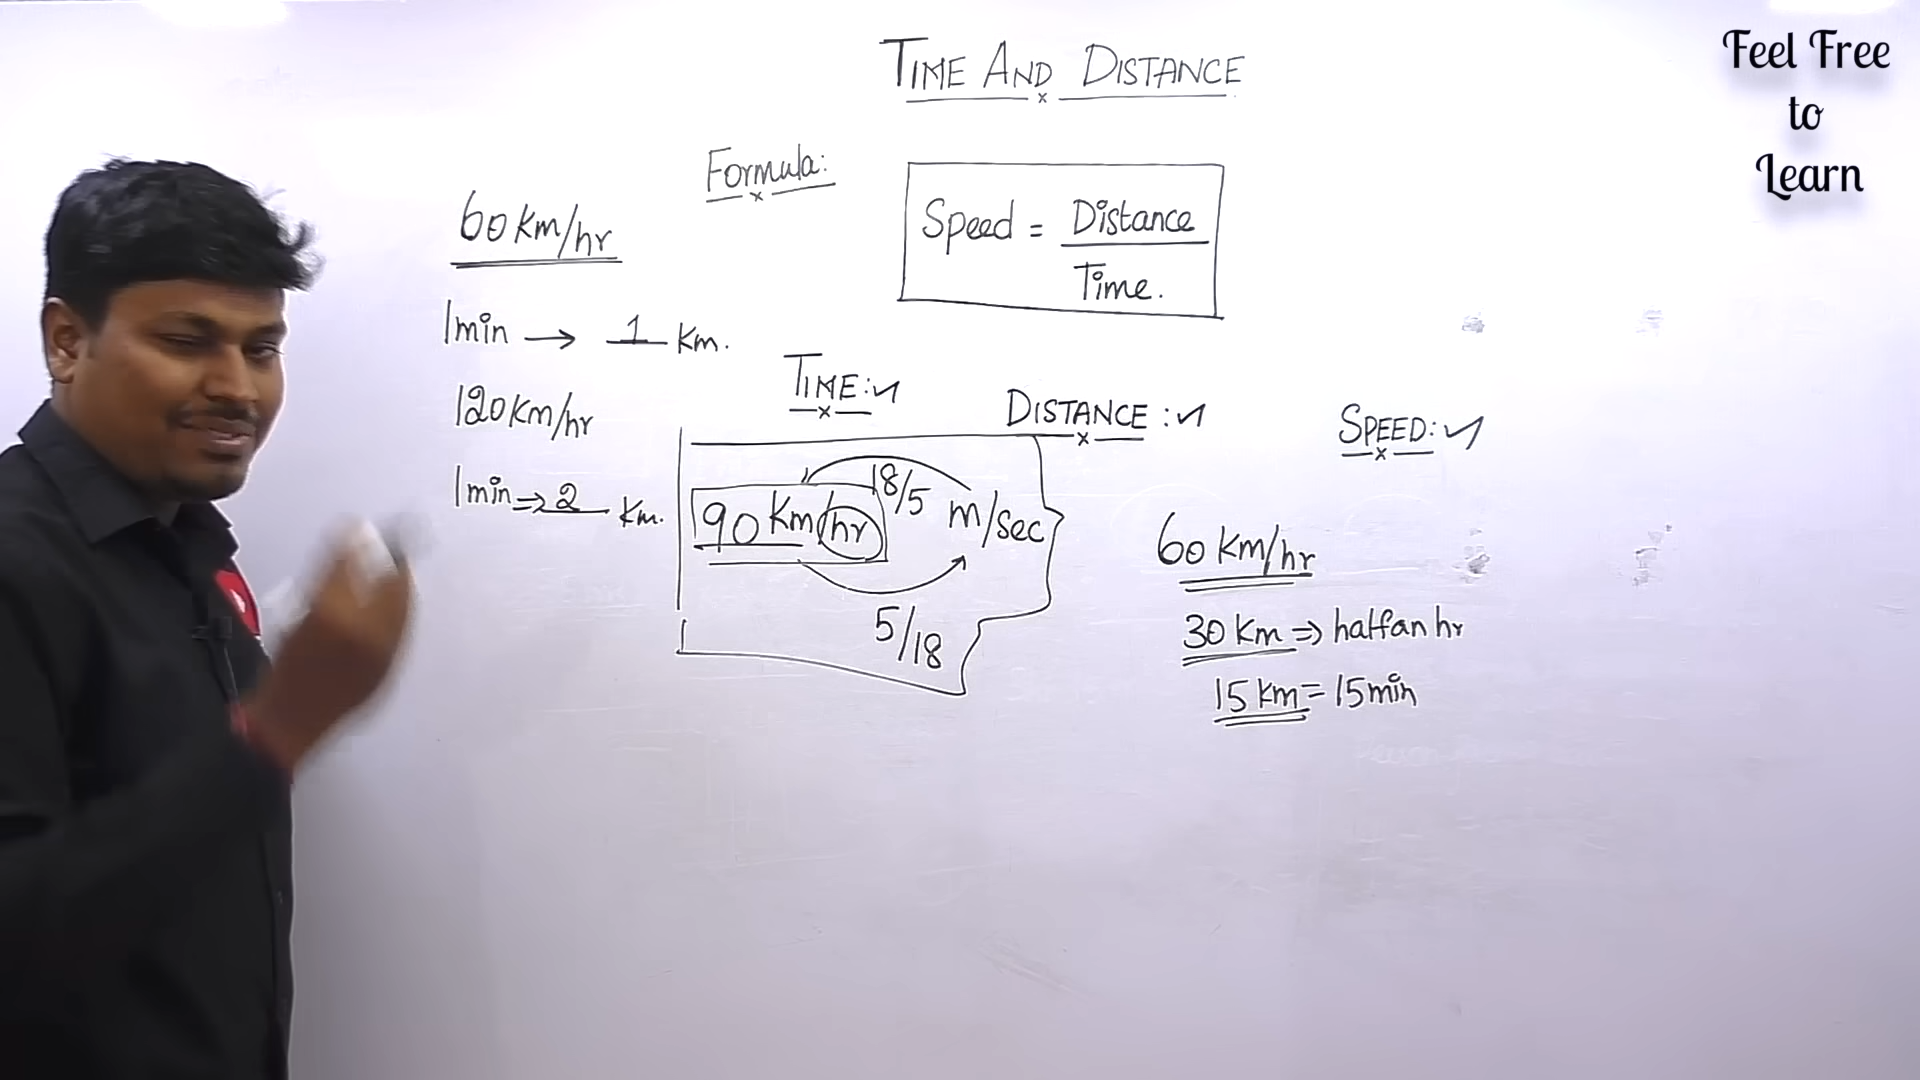 TIME AND DISTANCE
Feel Free
to
Learn
Formula:
Speed = Distance
Time.
60 Km/hr
1min → 1 Km.
120 Km/hr
1min ⇒ 2 Km.
TIME:
DISTANCE:
SPEED:
90 Km/hr
18/5
m/sec
5/18
60 Km/hr
30 Km ⇒ half an hr
15 Km = 15 min